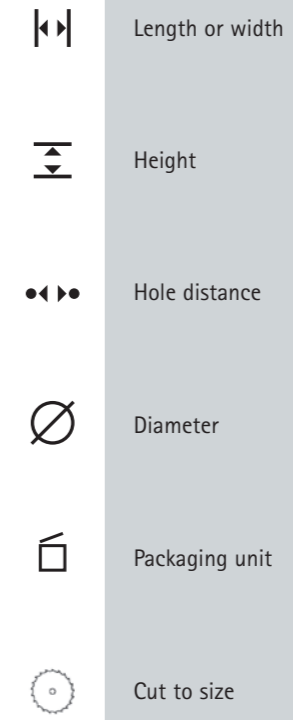 Length or width
Height
Hole distance
Diameter
Packaging unit
Cut to size